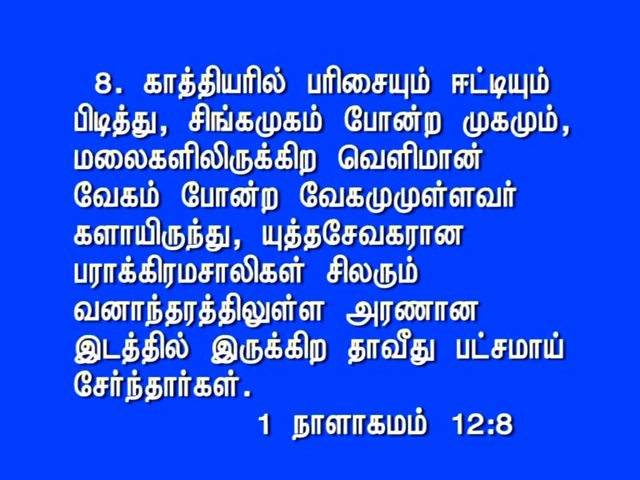 8. காத்தியரில் பரிசையும் ஈட்டியும்
பிடித்து, சிங்கமுகம் போன்ற முகமும்,
மலைகளிலிருக்கிற வெளிமான்
வேகம் போன்ற வேகமுமுள்ளவர்
களாயிருந்து, யுத்தசேவகரான
பராக்கிரமசாலிகள் சிலரும்
வனாந்தரத்திலுள்ள அரணான
இடத்தில் இருக்கிற தாவீது பட்சமாய்
சேர்ந்தார்கள்.
1 நாளாகமம் 12:8